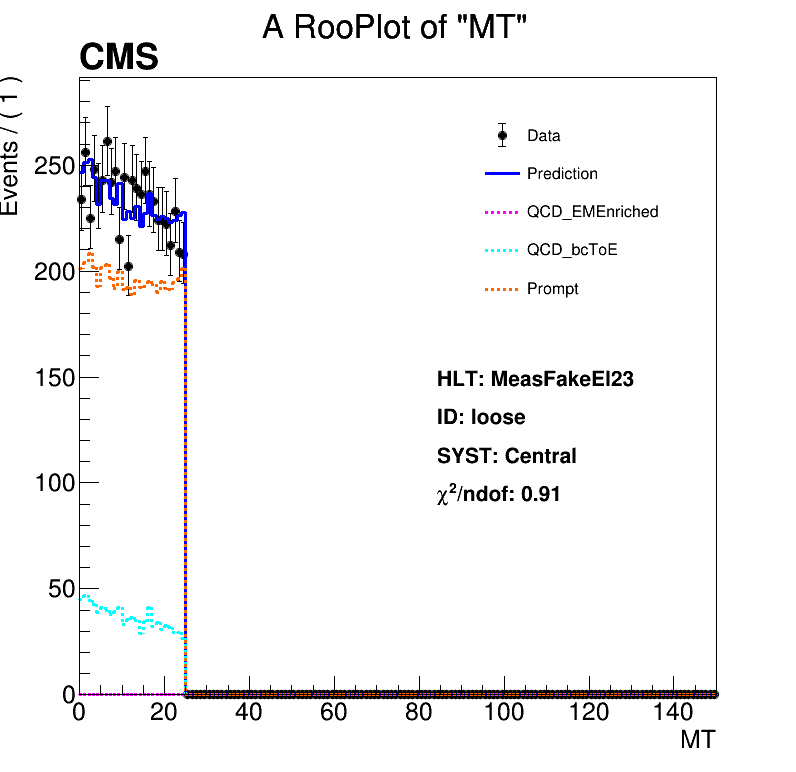 A RooPlot of "MT"
CMS
Events / ( 1 )
250
200
150
100
50
0
Data
Prediction
QCD_EMEnriched
QCD_bcToE
Prompt
HLT: MeasFakeEl23
ID: loose
SYST: Central
χ²/ndof: 0.91
0 20 40 60 80 100 120 140
MT